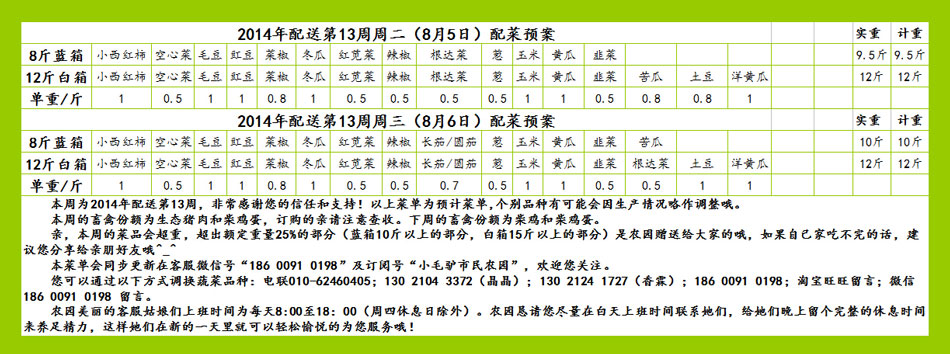 2014年配送第13周周二（8月5日）配菜预案 实重 计重
8斤蓝箱 小西红柿 空心菜 毛豆 豇豆 菜椒 冬瓜 红苋菜 辣椒 根达菜 葱 玉米 黄瓜 韭菜 9.5斤 9.5斤
12斤白箱 小西红柿 空心菜 毛豆 豇豆 菜椒 冬瓜 红苋菜 辣椒 根达菜 葱 玉米 黄瓜 韭菜 苦瓜 土豆 洋黄瓜 12斤 12斤
单重/斤 1 0.5 1 1 0.8 1 0.5 0.5 0.5 0.5 1 1 0.5 0.8 0.8 1
2014年配送第13周周三（8月6日）配菜预案 实重 计重
8斤蓝箱 小西红柿 空心菜 毛豆 豇豆 菜椒 冬瓜 红苋菜 辣椒 长茄/圆茄 葱 玉米 黄瓜 韭菜 苦瓜 10斤 10斤
12斤白箱 小西红柿 空心菜 毛豆 豇豆 菜椒 冬瓜 红苋菜 辣椒 长茄/圆茄 葱 玉米 黄瓜 韭菜 根达菜 土豆 洋黄瓜 12斤 12斤
单重/斤 1 0.5 1 1 0.8 1 0.5 0.5 0.7 0.5 1 1 0.5 0.5 1 1
本周为2014年配送第13周，非常感谢您的信任和支持！以上菜单为预计菜单,个别品种有可能会因生产情况略作调整哦。
本周的畜禽份额为生态猪肉和柴鸡蛋，订购的亲请注意查收。下周的畜禽份额为柴鸡和柴鸡蛋。
亲，本周的菜品会超重，超出额定重量25%的部分（蓝箱10斤以上的部分，白箱15斤以上的部分）是农园赠送给大家的哦，如果自己家吃不完的话，建
议您分享给亲朋好友哦^_^
本菜单会同步更新在客服微信号“186 0091 0198”及订阅号“小毛驴市民农园”，欢迎您关注。
您可以通过以下方式调换蔬菜品种：电联010-62460405；130 2104 3372（晶晶）；130 2124 1727（香霖）；186 0091 0198；淘宝旺旺留言；微信
186 0091 0198 留言。
农园美丽的客服姑娘们上班时间为每天8:00至18：00（周四休息日除外）。农园恳请您尽量在白天上班时间联系她们，给她们晚上留个完整的休息时间
来养足精力，这样她们在新的一天里就可以轻松愉悦的为您服务哦！